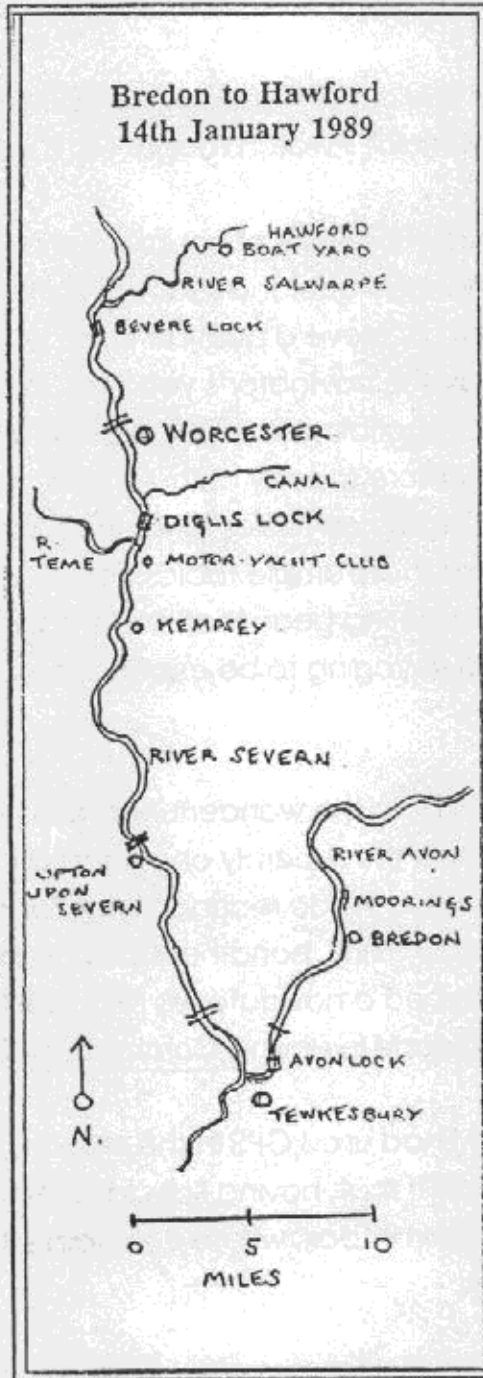 Bredon to Hawford
14th January 1989
HAWFORD
BOAT YARD
RIVER SALWARPE
BEVERE LOCK
WORCESTER
CANAL
DIGLIS LOCK
R.
TEME
MOTOR-YACHT CLUB
KEMPSEY
RIVER SEVERN
UPTON
UPON
SEVERN
RIVER AVON
MOORINGS
BREDON
AVON LOCK
TEWKESBURY
N.
0 5 10
MILES